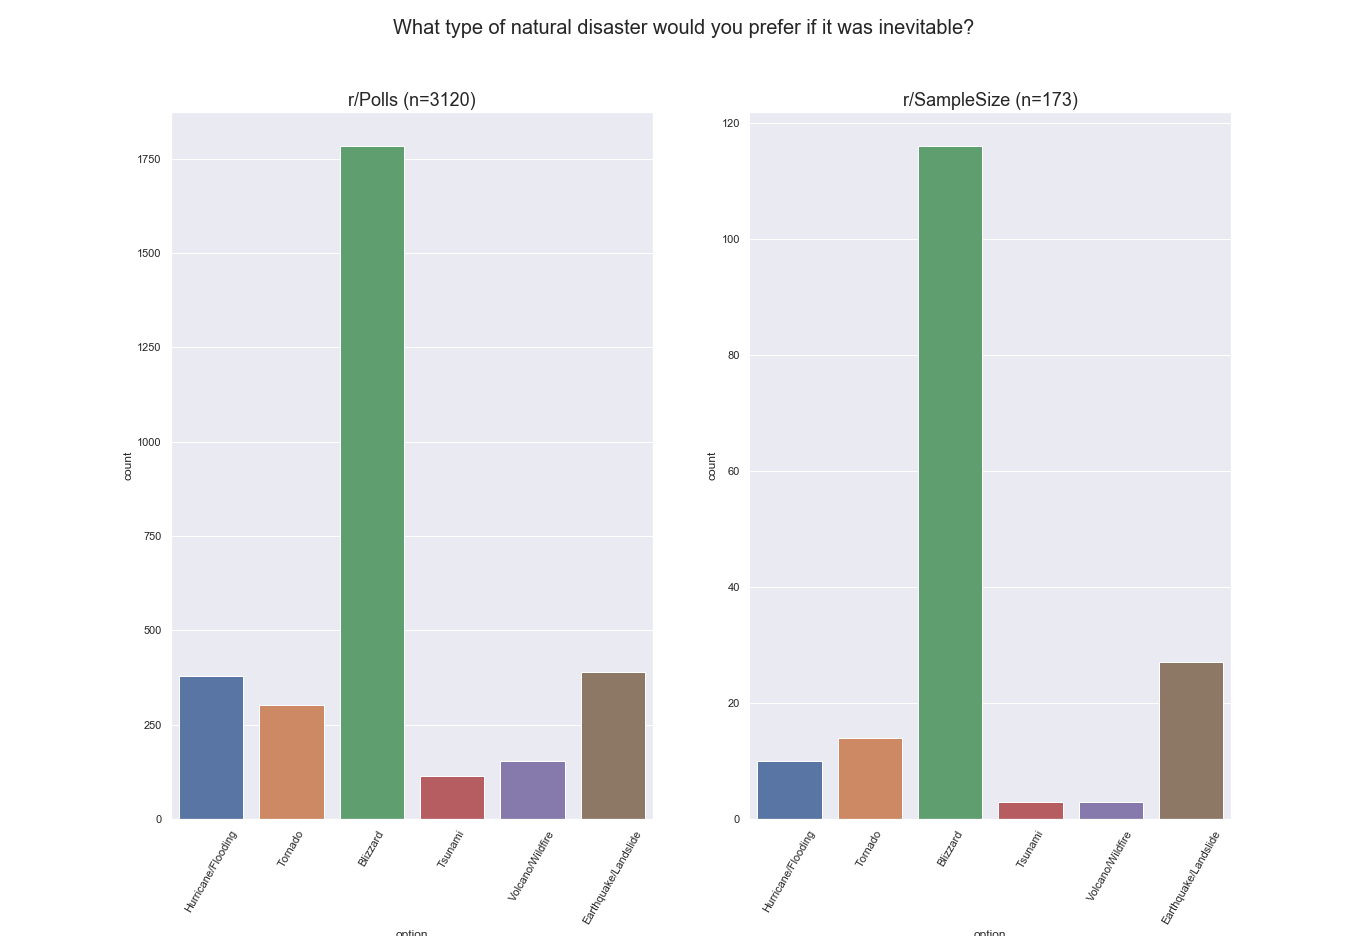 What type of natural disaster would you prefer if it was inevitable?
r/Polls (n=3120)
1750
1500
1250
1000
750
500
250
0
count
Hurricane/Flooding
Tornado
Blizzard
Tsunami
Volcano/Wildfire
Earthquake/Landslide
option
r/SampleSize (n=173)
120
100
80
60
40
20
0
count
Hurricane/Flooding
Tornado
Blizzard
Tsunami
Volcano/Wildfire
Earthquake/Landslide
option